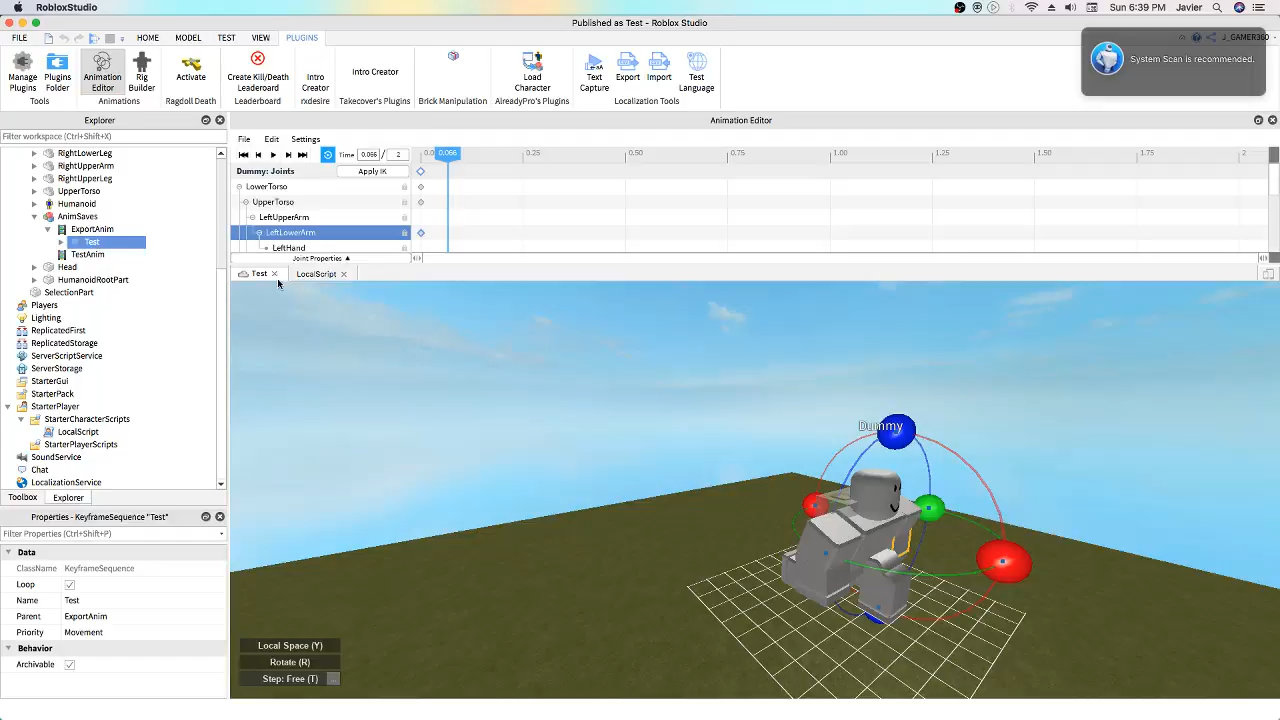 RobloxStudio
Sun 6:39 PM Javier
Published as Test - Roblox Studio
FILE HOME MODEL TEST VIEW PLUGINS
J_GAMER360
Manage Plugins
Plugins Folder
Animation Editor
Rig Builder
Activate
Create Kill/Death Leaderboard
Intro Creator
Intro Creator
Load Character
Text Capture
Export
Import
Test Language
Tools Animations Ragdoll Death Leaderboard rxdesire Takeover's Plugins Brick Manipulation AlreadyPro's Plugins Localization Tools
System Scan is recommended.
Explorer
Filter workspace (Ctrl+Shift+X)
RightLowerLeg
RightUpperArm
RightUpperLeg
UpperTorso
Humanoid
AnimSaves
ExportAnim
Test
TestAnim
Head
HumanoidRootPart
SelectionPart
Players
Lighting
ReplicatedFirst
ReplicatedStorage
ServerScriptService
ServerStorage
StarterGui
StarterPack
StarterPlayer
StarterCharacterScripts
LocalScript
StarterPlayerScripts
SoundService
Chat
LocalizationService
Toolbox Explorer
Properties - KeyframeSequence "Test"
Filter Properties (Ctrl+Shift+P)
Data
ClassName KeyframeSequence
Loop
Name Test
Parent ExportAnim
Priority Movement
Behavior
Archivable
Animation Editor
File Edit Settings
Time 0.066 / 2
0.0 0.066 0.25 0.50 0.75 1.00 1.25 1.50 1.75 2
Dummy: Joints Apply IK
LowerTorso
UpperTorso
LeftUpperArm
LeftLowerArm
LeftHand
Joint Properties
Test LocalScript
Dummy
Local Space (Y)
Rotate (R)
Step: Free (T) ...